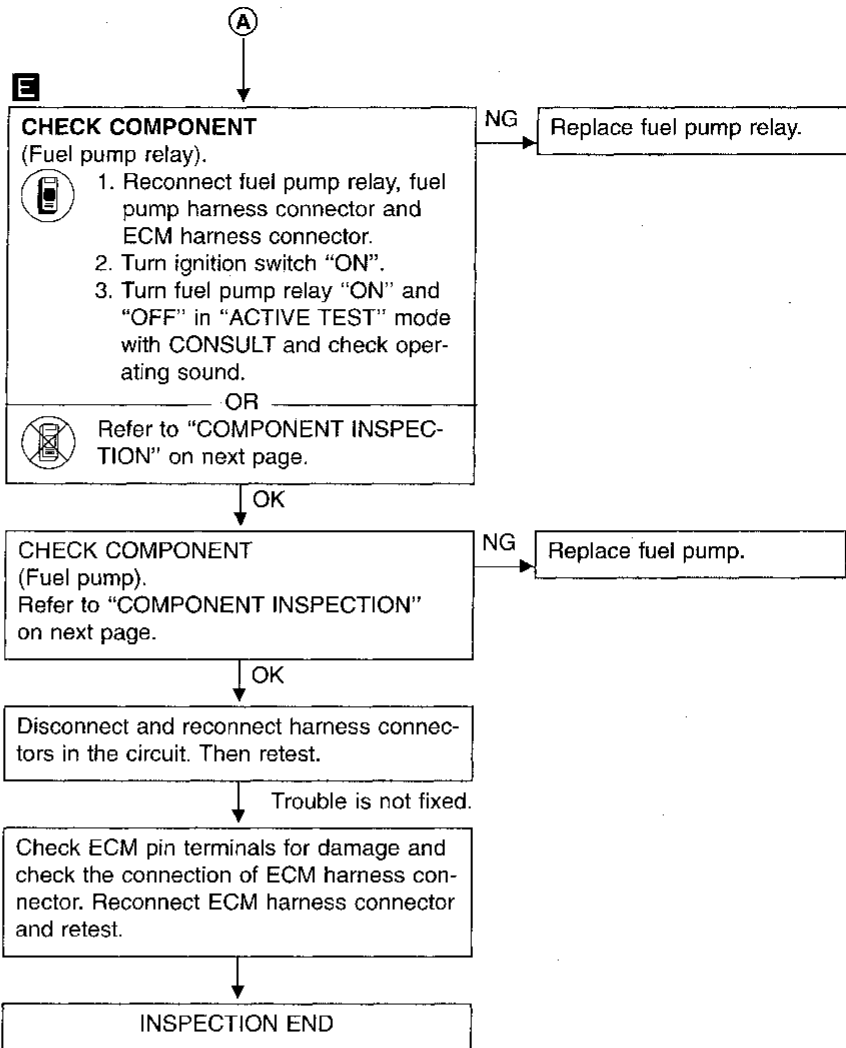 A
E
CHECK COMPONENT
NG
Replace fuel pump relay.
(Fuel pump relay).
1. Reconnect fuel pump relay, fuel
pump harness connector and
ECM harness connector.
2. Turn ignition switch “ON”.
3. Turn fuel pump relay “ON” and
“OFF” in “ACTIVE TEST” mode
with CONSULT and check oper-
ating sound.
OR
Refer to “COMPONENT INSPEC-
TION” on next page.
OK
CHECK COMPONENT
NG
Replace fuel pump.
(Fuel pump).
Refer to “COMPONENT INSPECTION”
on next page.
OK
Disconnect and reconnect harness connec-
tors in the circuit. Then retest.
Trouble is not fixed.
Check ECM pin terminals for damage and
check the connection of ECM harness con-
nector. Reconnect ECM harness connector
and retest.
INSPECTION END